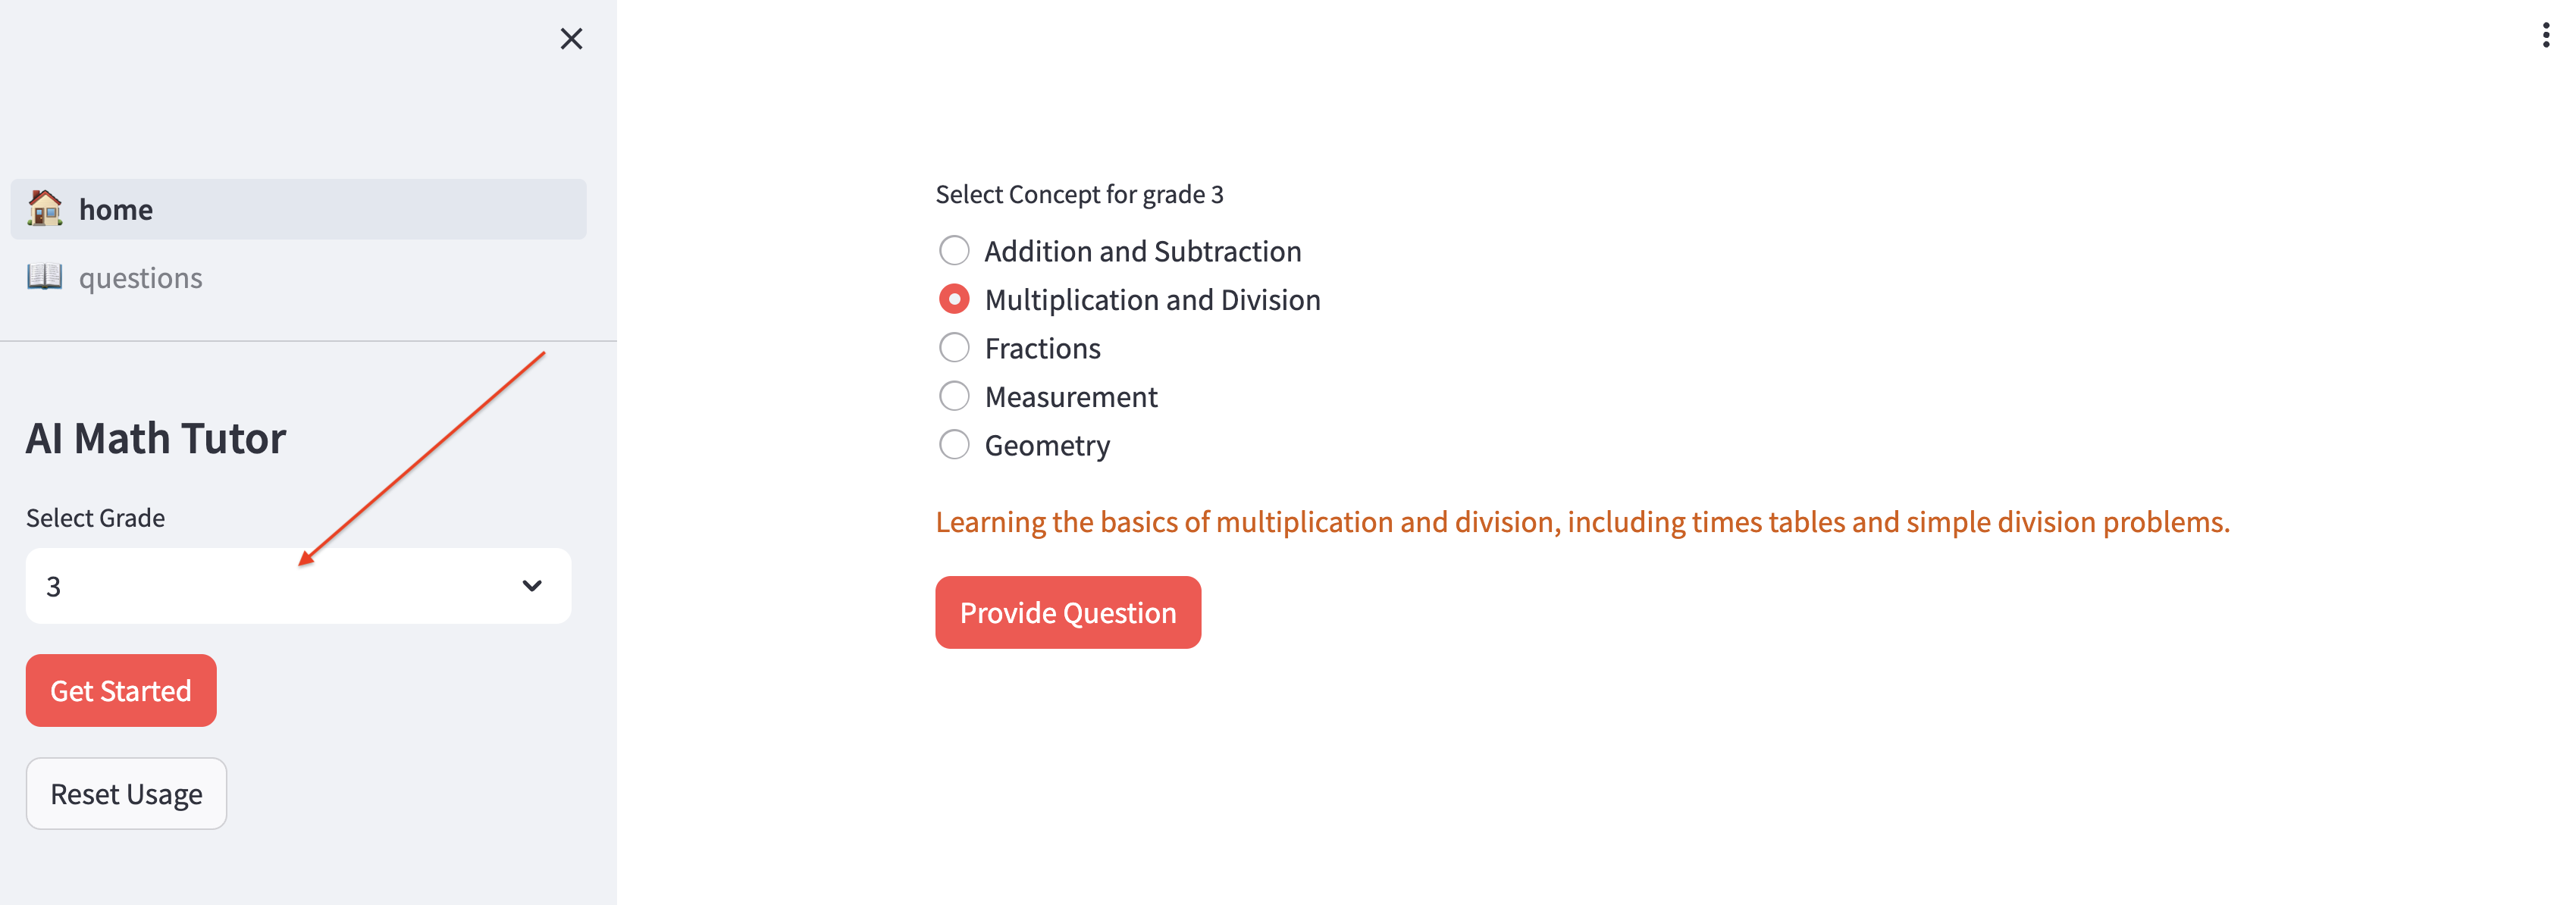 home
questions
AI Math Tutor
Select Grade
3
Get Started
Reset Usage
Select Concept for grade 3
Addition and Subtraction
Multiplication and Division
Fractions
Measurement
Geometry
Learning the basics of multiplication and division, including times tables and simple division problems.
Provide Question